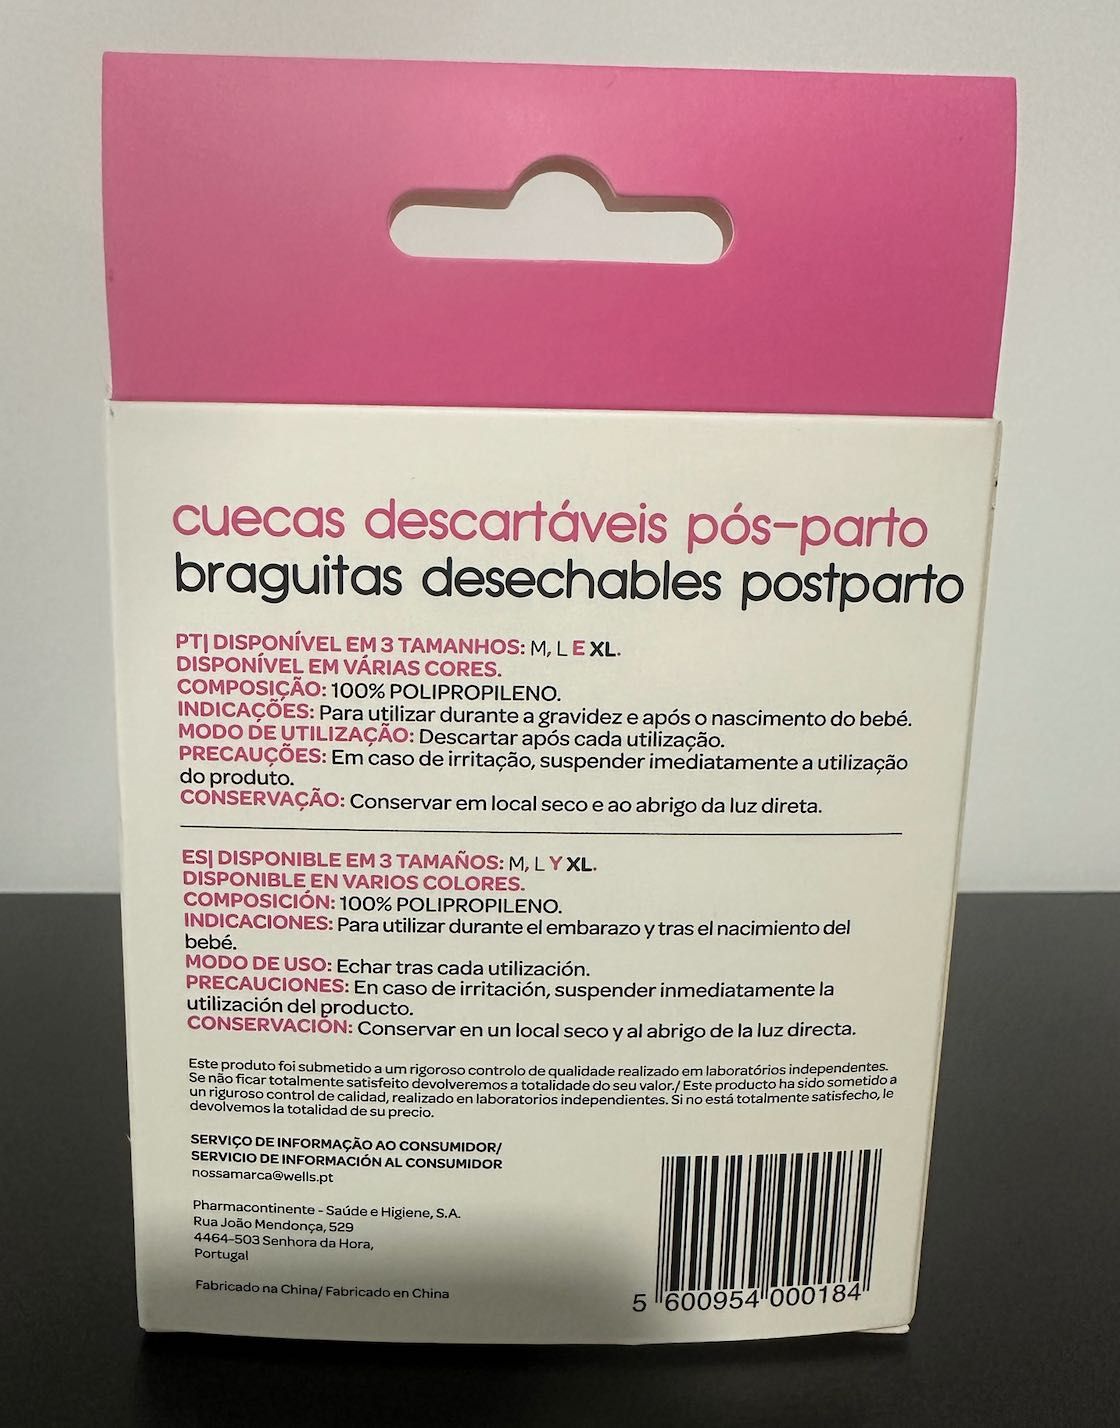 cuecas descartáveis pós-parto
braguitas desechables postparto
PT| DISPONÍVEL EM 3 TAMANHOS: M, L E XL.
DISPONÍVEL EM VÁRIAS CORES.
COMPOSIÇÃO: 100% POLIPROPILENO.
INDICAÇÕES: Para utilizar durante a gravidez e após o nascimento do bebé.
MODO DE UTILIZAÇÃO: Descartar após cada utilização.
PRECAUÇÕES: Em caso de irritação, suspender imediatamente a utilização
do produto.
CONSERVAÇÃO: Conservar em local seco e ao abrigo da luz direta.
ES| DISPONIBLE EM 3 TAMAÑOS: M, L Y XL.
DISPONIBLE EN VARIOS COLORES.
COMPOSICIÓN: 100% POLIPROPILENO.
INDICACIONES: Para utilizar durante el embarazo y tras el nacimiento del
bebé.
MODO DE USO: Echar tras cada utilización.
PRECAUCIONES: En caso de irritación, suspender inmediatamente la
utilización del producto.
CONSERVACIÓN: Conservar en un local seco y al abrigo de la luz directa.
Este produto foi submetido a um rigoroso controlo de qualidade realizado em laboratórios independentes.
Se não ficar totalmente satisfeito devolveremos a totalidade do seu valor./ Este producto ha sido sometido a
un riguroso control de calidad, realizado en laboratorios independientes. Si no está totalmente satisfecho, le
devolvemos la totalidad de su precio.
SERVIÇO DE INFORMAÇÃO AO CONSUMIDOR/
SERVICIO DE INFORMACIÓN AL CONSUMIDOR
nossamarca@wells.pt
Pharmacontinente - Saúde e Higiene, S.A.
Rua João Mendonça, 529
4464-503 Senhora da Hora,
Portugal
Fabricado na China/ Fabricado en China
5 600954 000184